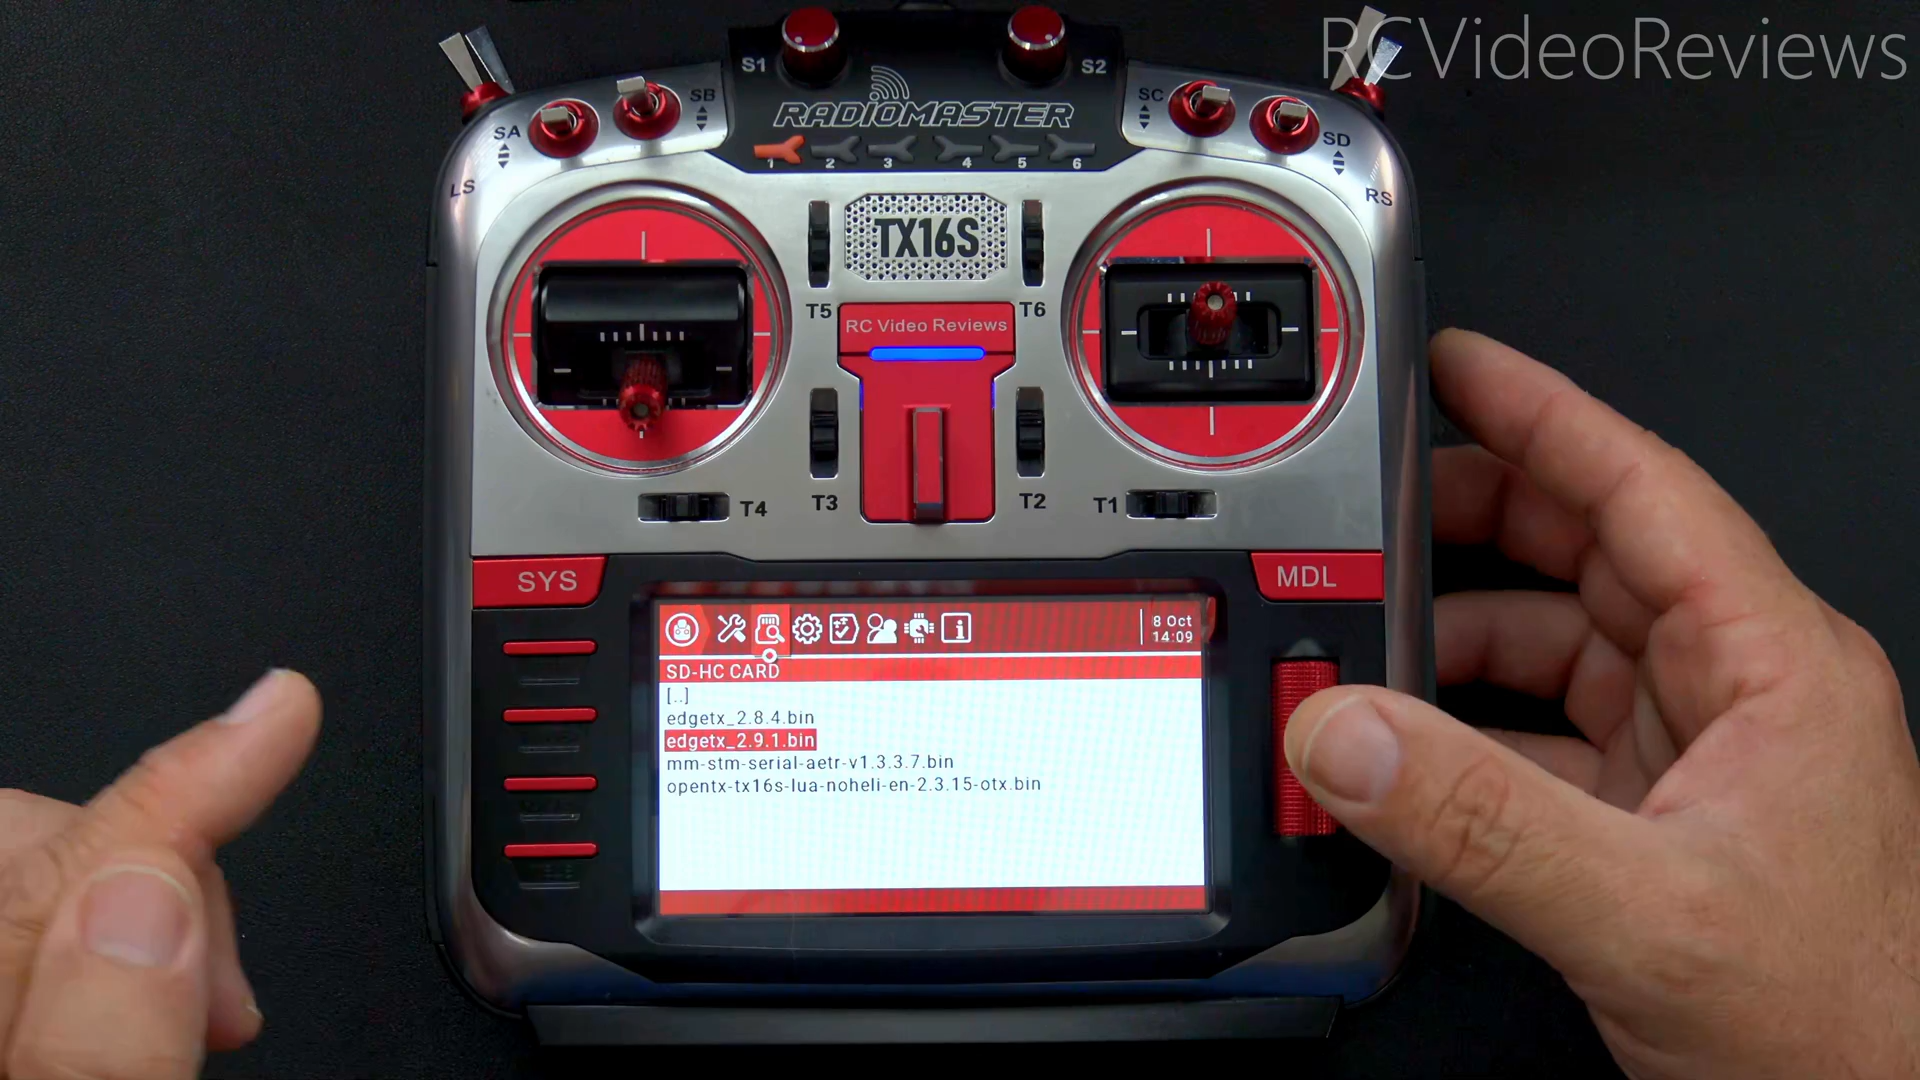 RCVideoReviews
S1
S2
RADIOMASTER
SA
SB
SC
SD
LS
RS
1 2 3 4 5 6
TX16S
T5
T6
RC Video Reviews
T4
T3
T2
T1
SYS
MDL
8 Oct
14:09
SD-HC CARD
[..]
edgetx_2.8.4.bin
edgetx_2.9.1.bin
mm-stm-serial-aetr-v1.3.3.7.bin
opentx-tx16s-lua-noheli-en-2.3.15-otx.bin